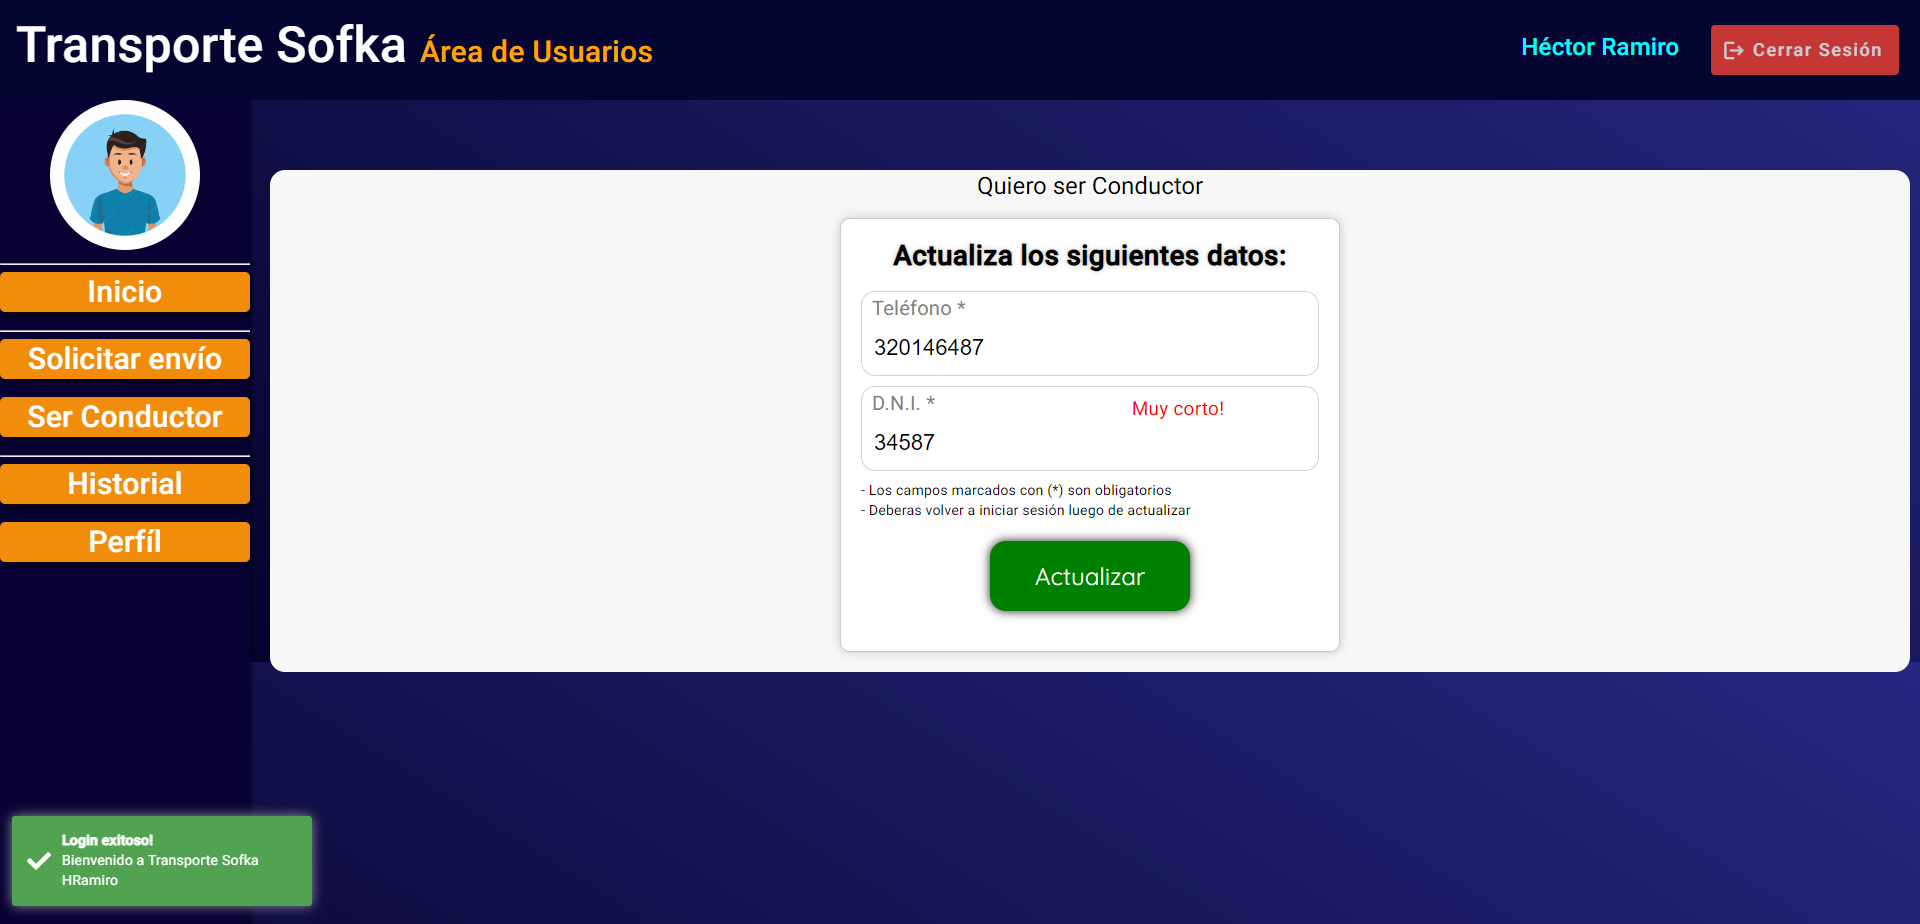 Transporte Sofka Área de Usuarios
Héctor Ramiro
Cerrar Sesión
Inicio
Solicitar envío
Ser Conductor
Historial
Perfíl
Quiero ser Conductor
Actualiza los siguientes datos:
Teléfono *
320146487
D.N.I. *
Muy corto!
34587
- Los campos marcados con (*) son obligatorios
- Deberas volver a iniciar sesión luego de actualizar
Actualizar
Login exitoso!
Bienvenido a Transporte Sofka
HRamiro